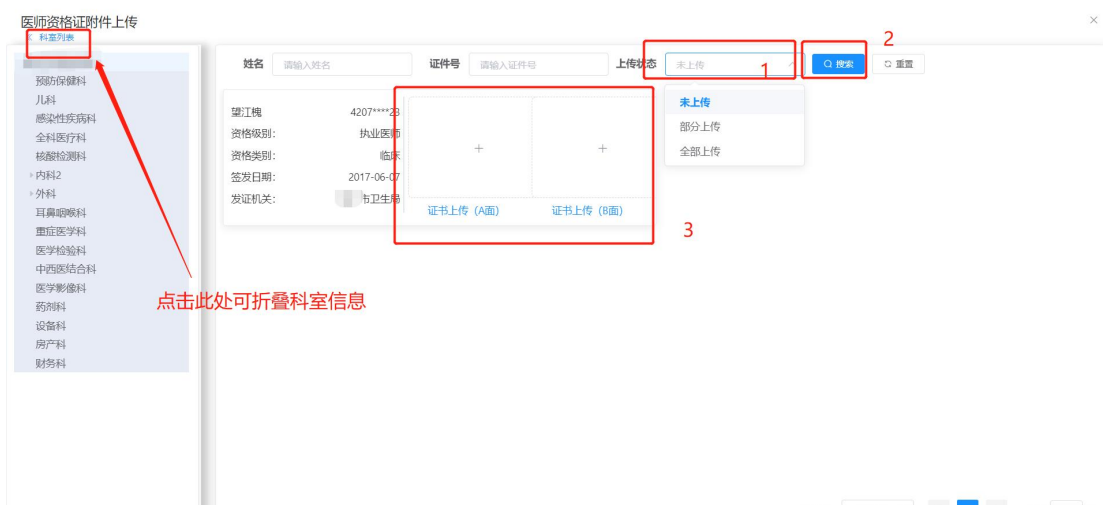 医师资格证附件上传
科室列表
预防保健科
儿科
感染性疾病科
全科医疗科
核酸检测科
内科2
外科
耳鼻咽喉科
重症医学科
医学检验科
中西医结合科
医学影像科
药剂科
设备科
房产科
财务科
姓名 请输入姓名 证件号 请输入证件号 上传状态 未上传 1 搜索 2 重置
未上传
部分上传
全部上传
望江槐 4207****23
资格级别: 执业医师
资格类别: 临床
签发日期: 2017-06-07
发证机关: 市卫生局
+ +
证书上传 (A面) 证书上传 (B面)
3
点击此处可折叠科室信息